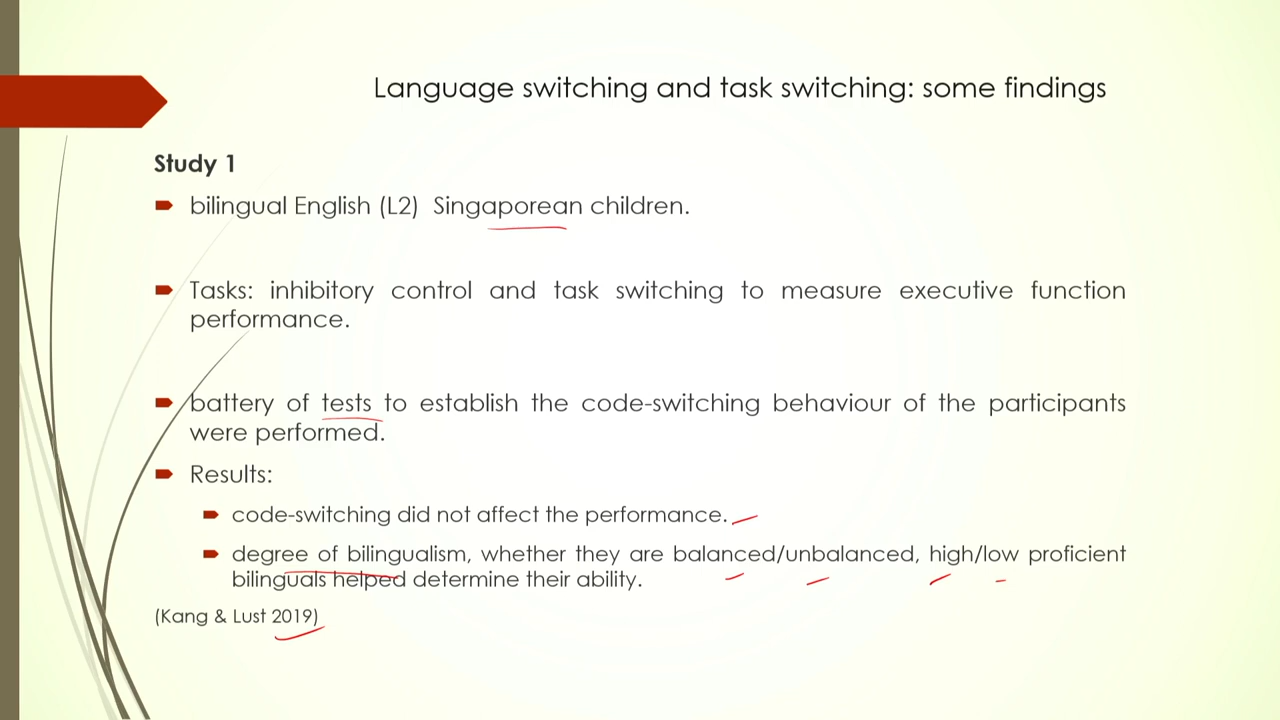 Language switching and task switching: some findings
Study 1
bilingual English (L2) Singaporean children.
Tasks: inhibitory control and task switching to measure executive function
performance.
battery of tests to establish the code-switching behaviour of the participants
were performed.
Results:
code-switching did not affect the performance.
degree of bilingualism, whether they are balanced/unbalanced, high/low proficient
bilinguals helped determine their ability.
(Kang & Lust 2019)